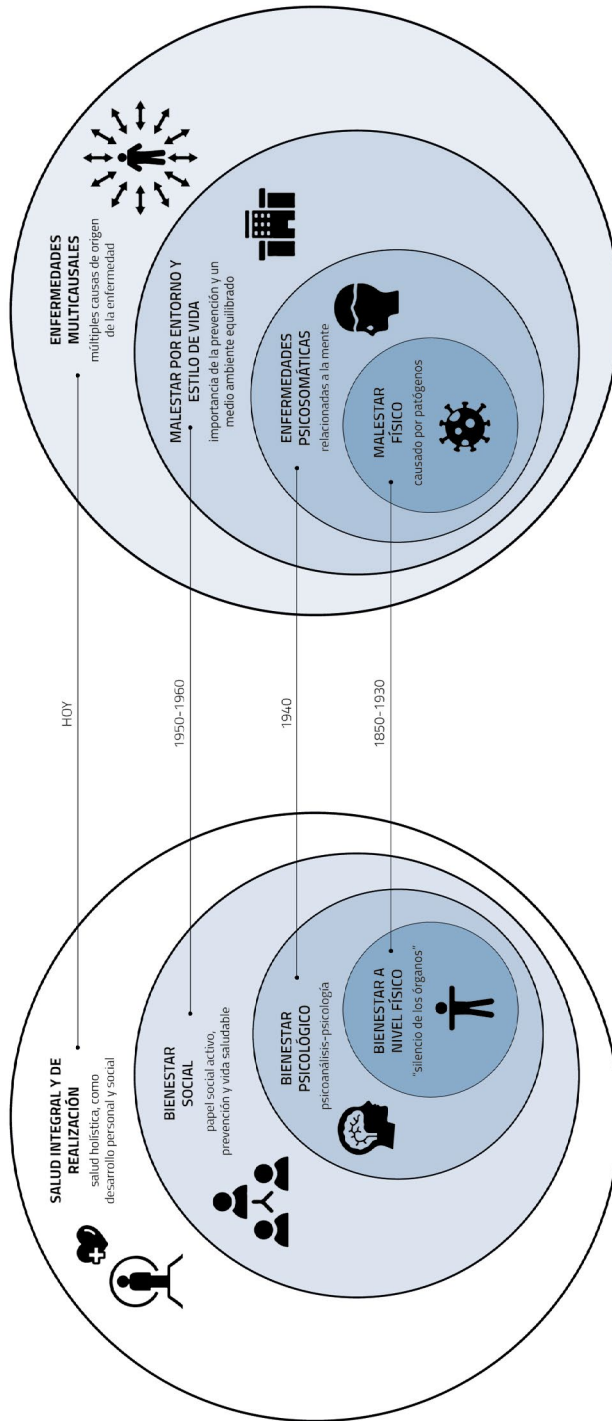 SALUD INTEGRAL Y DE
REALIZACIÓN
salud holística, como
desarrollo personal y social
HOY
ENFERMEDADES
MULTICAUSALES
múltiples causas de origen
de la enfermedad
BIENESTAR
SOCIAL
papel social activo,
prevención y vida saludable
1950-1960
MALESTAR POR ENTORNO Y
ESTILO DE VIDA
importancia de la prevención y un
medio ambiente equilibrado
BIENESTAR
PSICOLÓGICO
psicoanálisis-psicología
1940
ENFERMEDADES
PSICOSOMÁTICAS
relacionadas a la mente
BIENESTAR A
NIVEL FÍSICO
"silencio de los órganos"
1850-1930
MALESTAR
FÍSICO
causado por patógenos